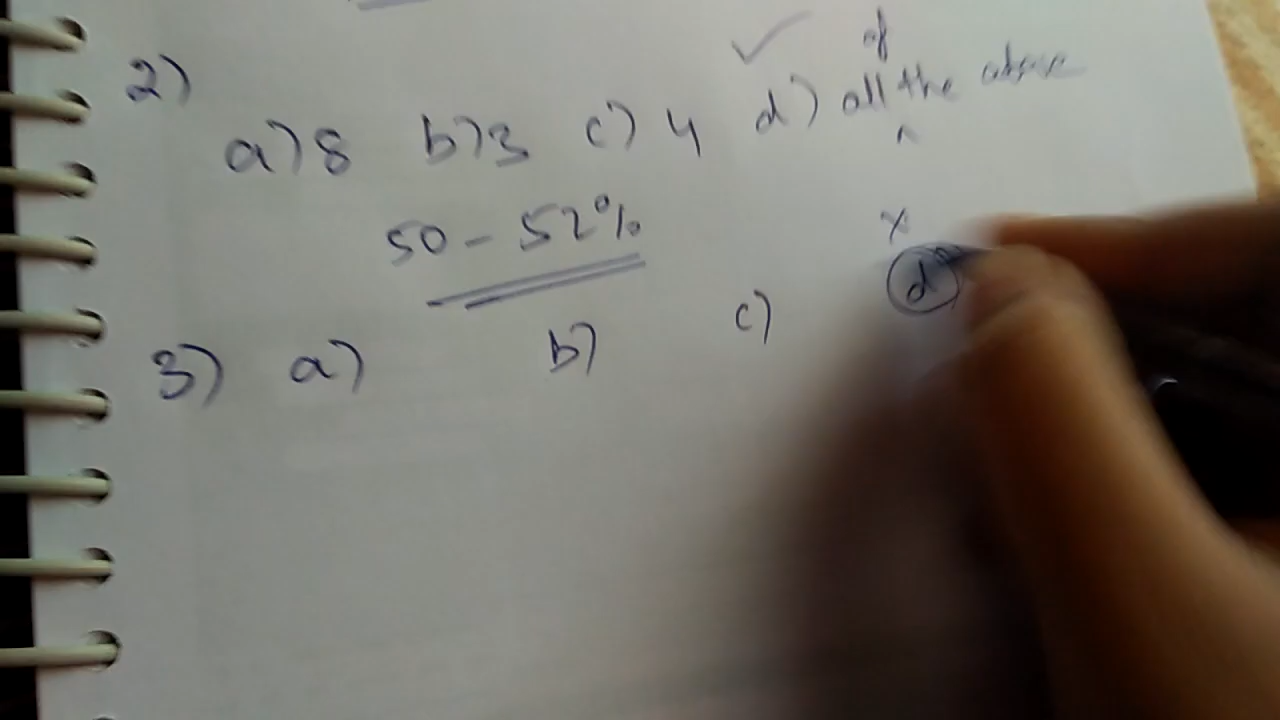 2)
a) 8 b) 3 c) 4 d) all of the above
50 - 52%
3) a) b) c) d
x